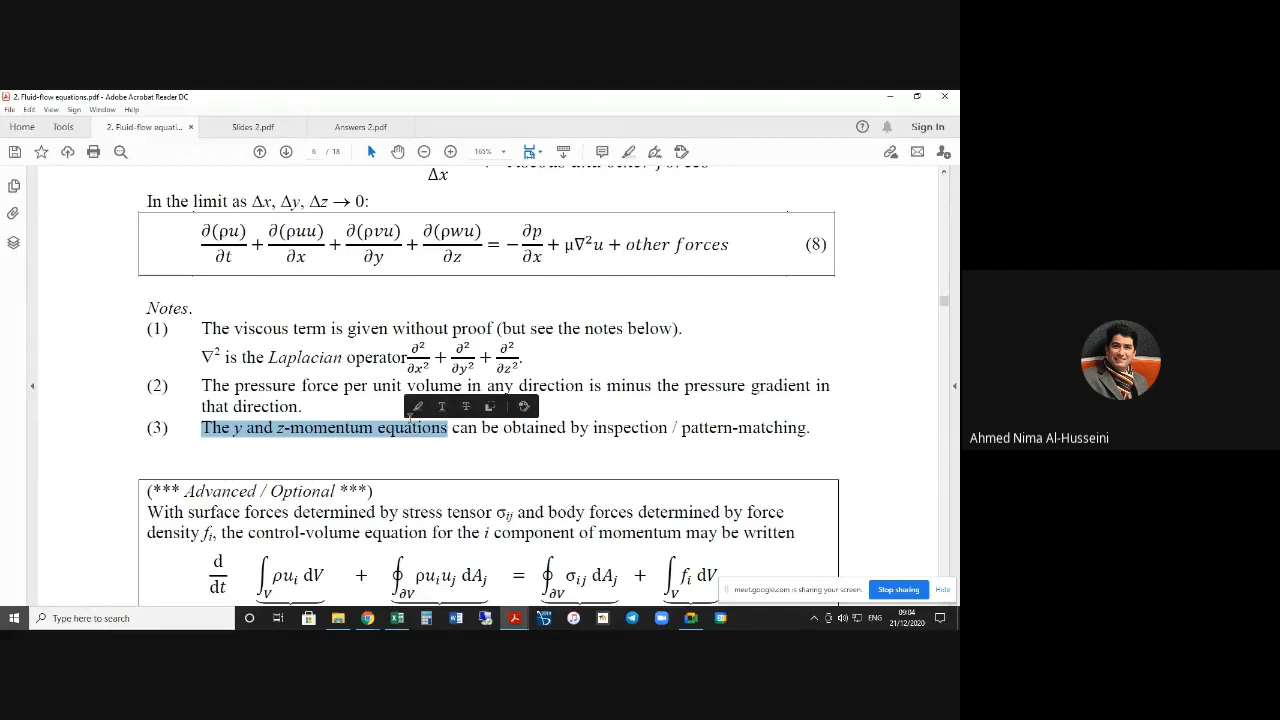 2. Fluid-flow equations.pdf - Adobe Acrobat Reader DC
File Edit View Sign Window Help
Home Tools 2. Fluid-flow equati... × Slides 2.pdf Answers 2.pdf Sign In
6 / 18 165%
Δx
In the limit as Δx, Δy, Δz → 0:
∂(ρu)/∂t + ∂(ρuu)/∂x + ∂(ρvu)/∂y + ∂(ρwu)/∂z = −∂p/∂x + μ∇²u + other forces (8)
Notes.
(1) The viscous term is given without proof (but see the notes below).
∇² is the Laplacian operator ∂²/∂x² + ∂²/∂y² + ∂²/∂z².
(2) The pressure force per unit volume in any direction is minus the pressure gradient in
that direction.
(3) The y and z-momentum equations can be obtained by inspection / pattern-matching.
(*** Advanced / Optional ***)
With surface forces determined by stress tensor σij and body forces determined by force
density fi, the control-volume equation for the i component of momentum may be written
d/dt ∫V ρui dV + ∮∂V ρuiuj dAj = ∮∂V σij dAj + ∫V fi dV
meet.google.com is sharing your screen. Stop sharing Hide
Type here to search
ENG
09:04
21/12/2020
Ahmed Nima Al-Husseini